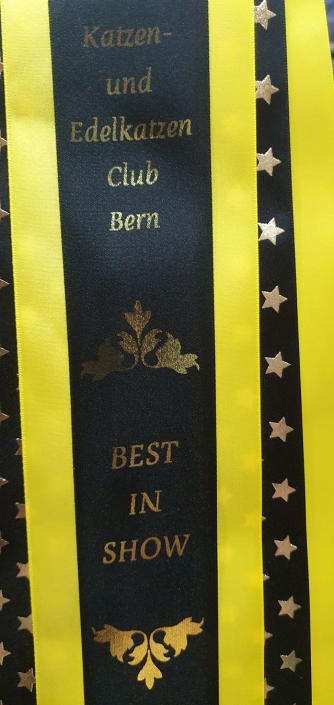 Katzen-
und
Edelkatzen
Club
Bern
BEST
IN
SHOW